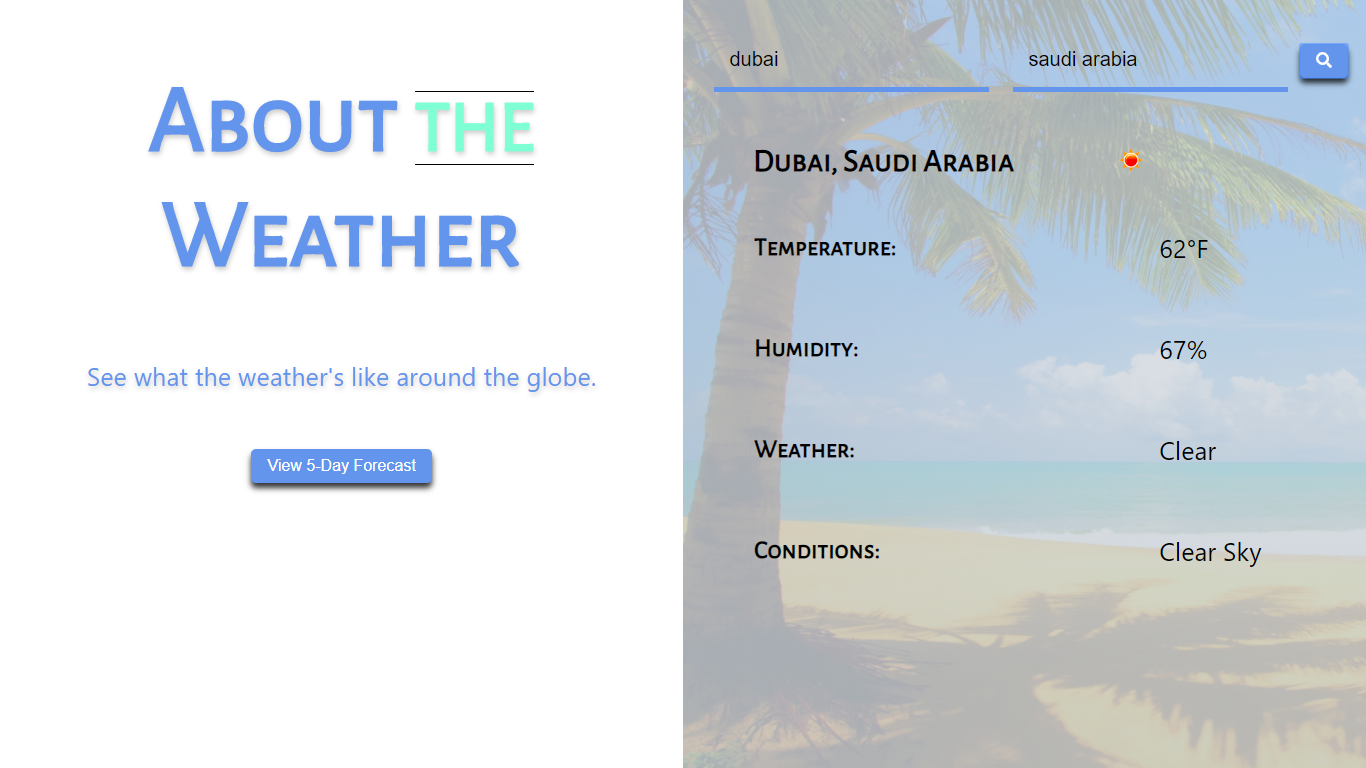 About the
Weather
See what the weather's like around the globe.
View 5-Day Forecast
dubai
saudi arabia
Dubai, Saudi Arabia
Temperature: 62°F
Humidity: 67%
Weather: Clear
Conditions: Clear Sky